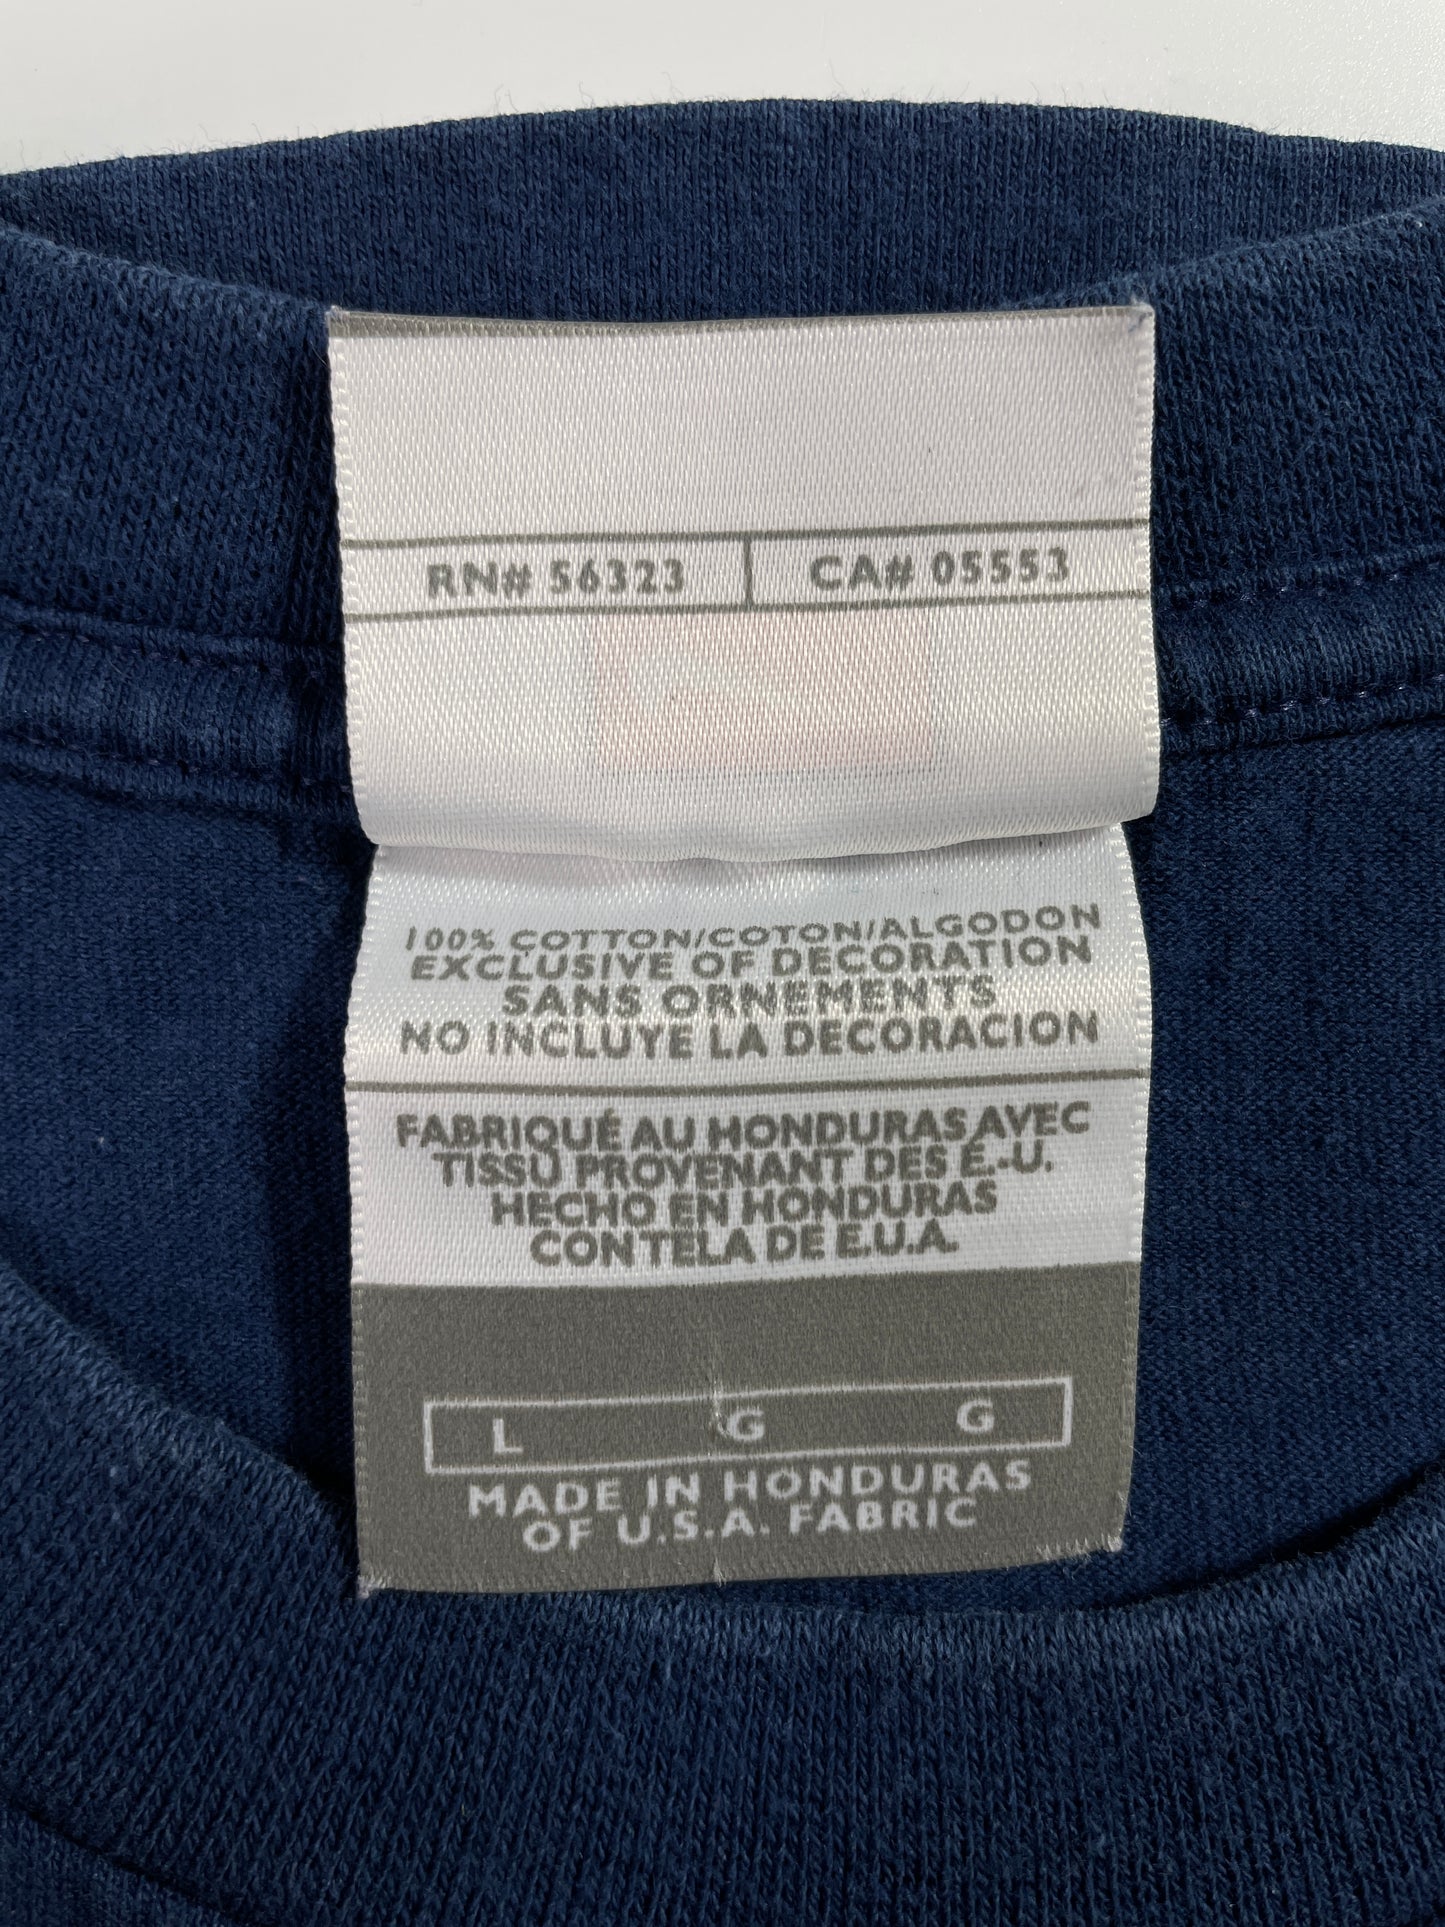 RN# 56323 CA# 05553
100% COTTON/COTON/ALGODON
EXCLUSIVE OF DECORATION
SANS ORNEMENTS
NO INCLUYE LA DECORACION
FABRIQUÉ AU HONDURAS AVEC
TISSU PROVENANT DES É.-U.
HECHO EN HONDURAS
CON TELA DE E.U.A.
L G G
MADE IN HONDURAS
OF U.S.A. FABRIC